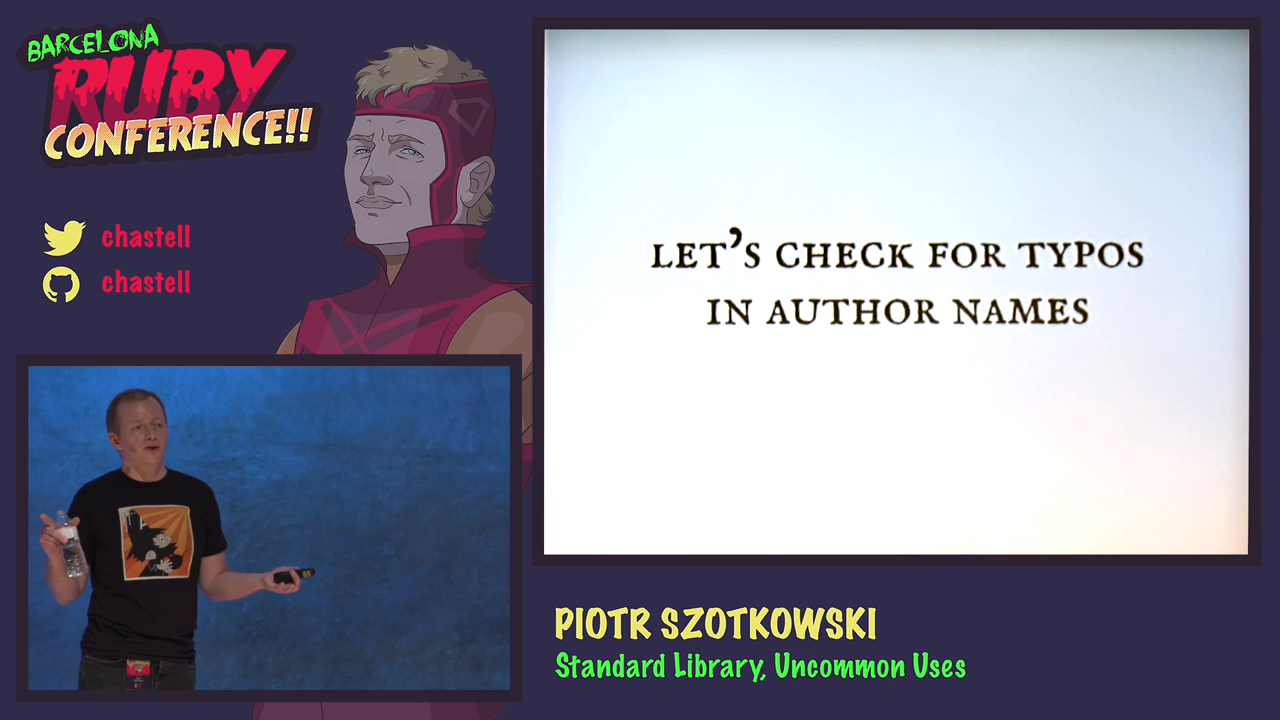 BARCELONA
RUBY
CONFERENCE!!
chastell
chastell
LET'S CHECK FOR TYPOS
IN AUTHOR NAMES
PIOTR SZOTKOWSKI
Standard Library, Uncommon Uses